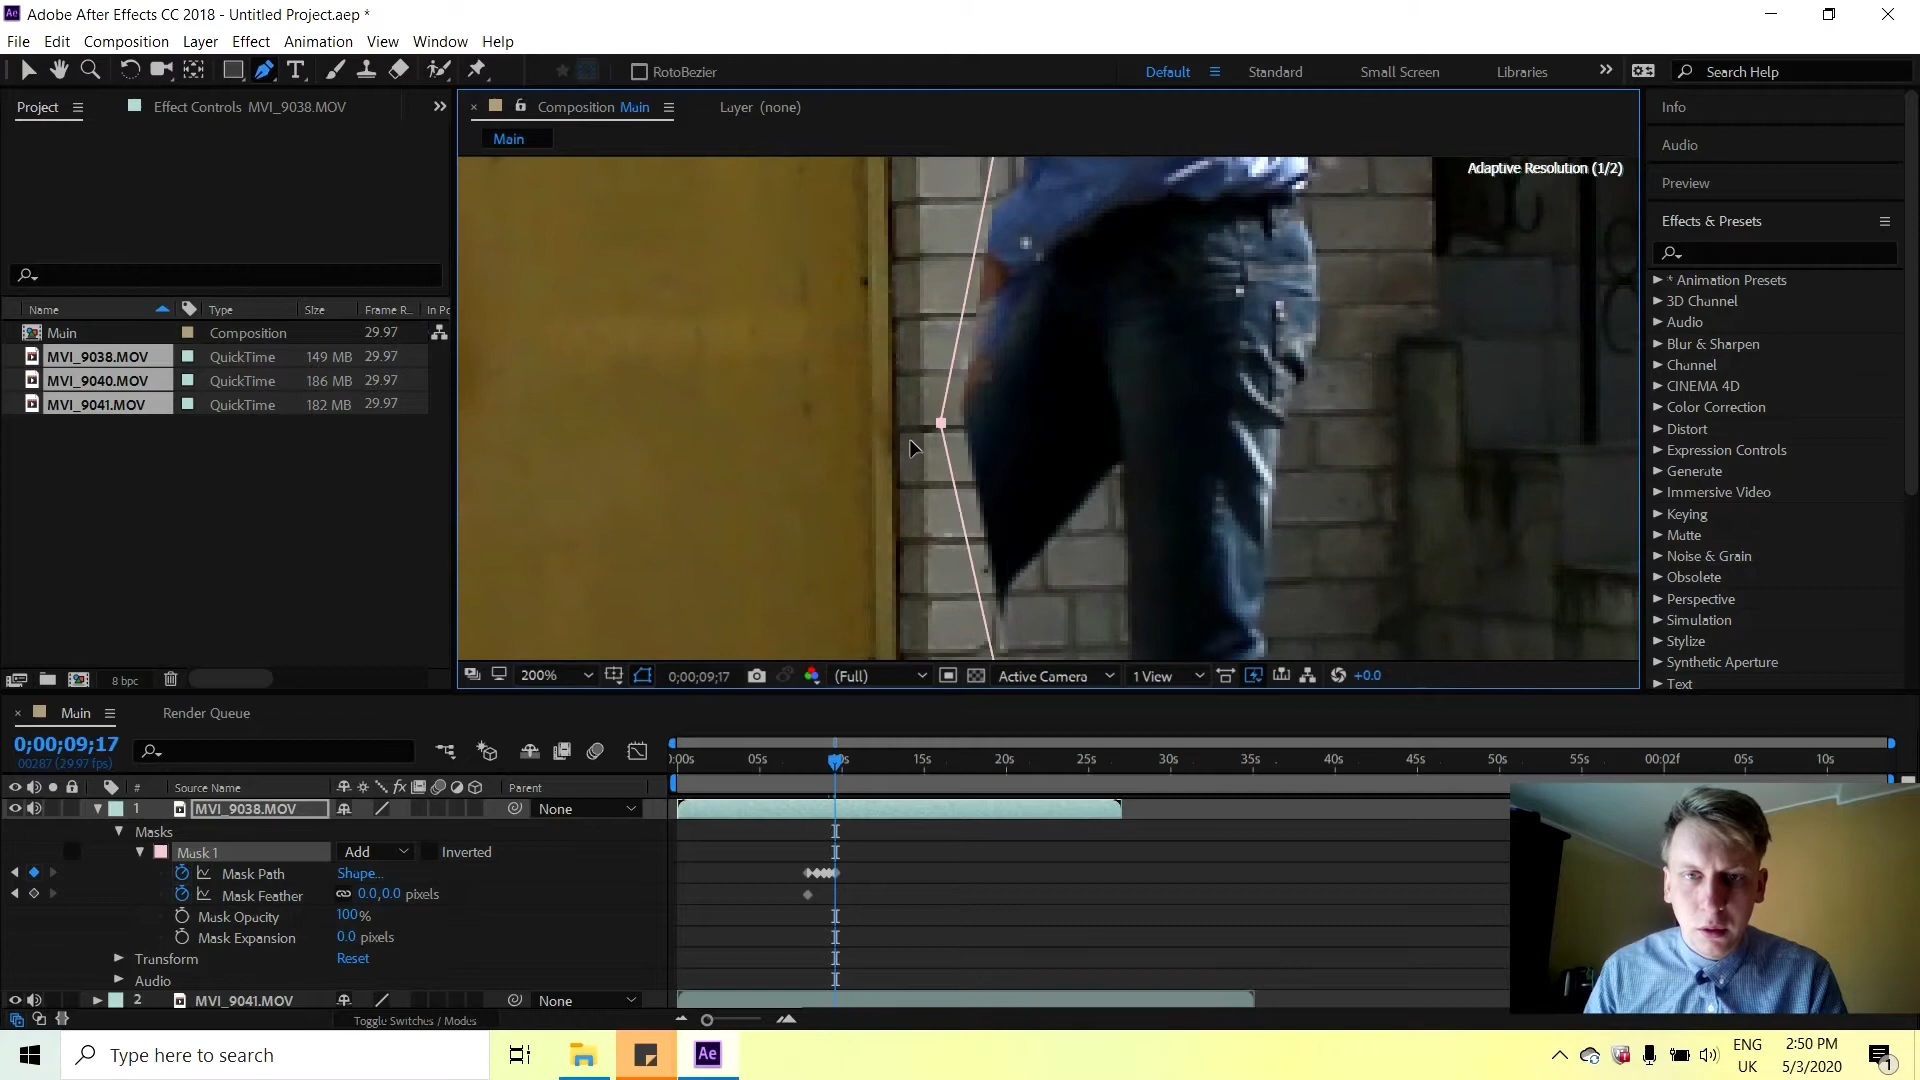 Adobe After Effects CC 2018 - Untitled Project.aep *
File Edit Composition Layer Effect Animation View Window Help
RotoBezier
Default Standard Small Screen Libraries Search Help
Project Effect Controls MVI_9038.MOV
Composition Main Layer (none)
Main
Adaptive Resolution (1/2)
Name Type Size Frame R... In Po
Main Composition 29.97
MVI_9038.MOV QuickTime 149 MB 29.97
MVI_9040.MOV QuickTime 186 MB 29.97
MVI_9041.MOV QuickTime 182 MB 29.97
8 bpc
200% 0;00;09;17 (Full) Active Camera 1 View +0.0
Info
Audio
Preview
Effects & Presets
* Animation Presets
3D Channel
Audio
Blur & Sharpen
Channel
CINEMA 4D
Color Correction
Distort
Expression Controls
Generate
Immersive Video
Keying
Matte
Noise & Grain
Obsolete
Perspective
Simulation
Stylize
Synthetic Aperture
Text
Main Render Queue
0;00;09;17
00287 (29.97 fps)
):00s 05s 15s 20s 25s 30s 35s 40s 45s 50s 55s 00:02f 05s 10s
# Source Name Parent
1 MVI_9038.MOV None
Masks
Mask 1 Add Inverted
Mask Path Shape...
Mask Feather 0.0,0.0 pixels
Mask Opacity 100%
Mask Expansion 0.0 pixels
Transform Reset
Audio
2 MVI_9041.MOV None
Toggle Switches / Modes
Type here to search
Ae
ENG
UK
2:50 PM
5/3/2020
1